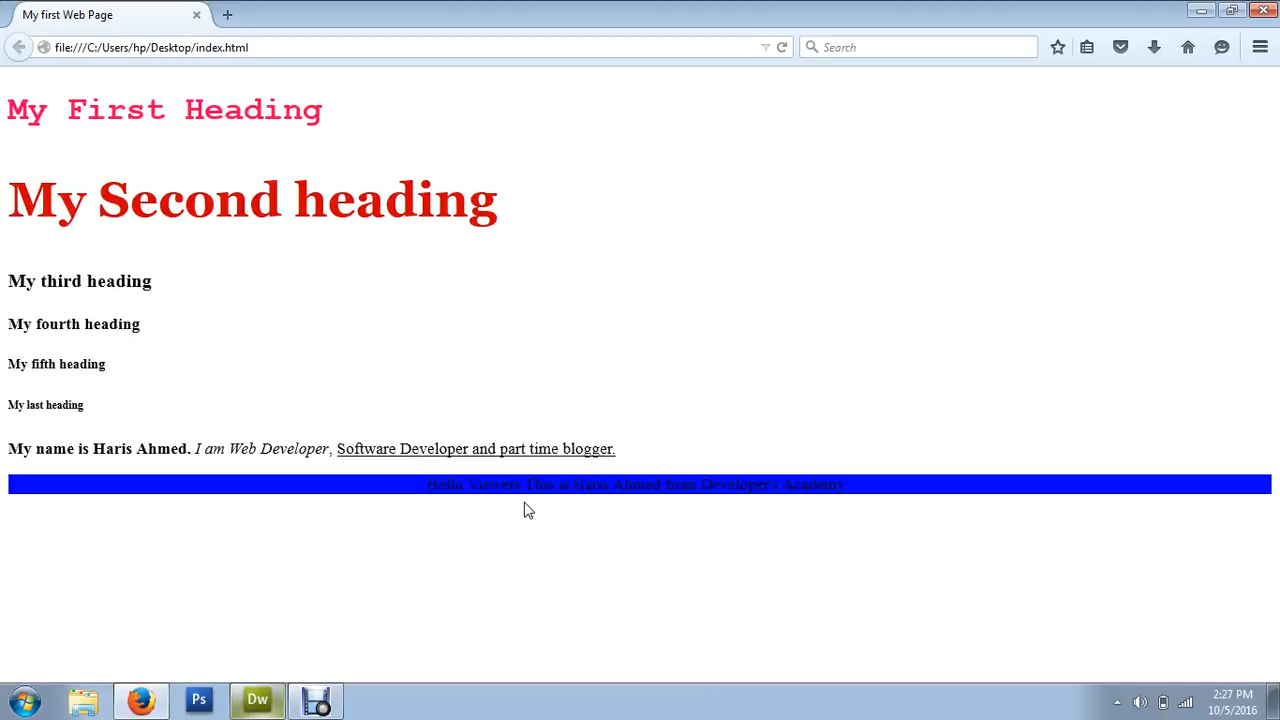 My first Web Page
file:///C:/Users/hp/Desktop/index.html
Search
My First Heading
My Second heading
My third heading
My fourth heading
My fifth heading
My last heading
My name is Haris Ahmed. I am Web Developer, Software Developer and part time blogger.
Hello Viewers This is Haris Ahmed from Developer's Academy
Ps
Dw
2:27 PM
10/5/2016